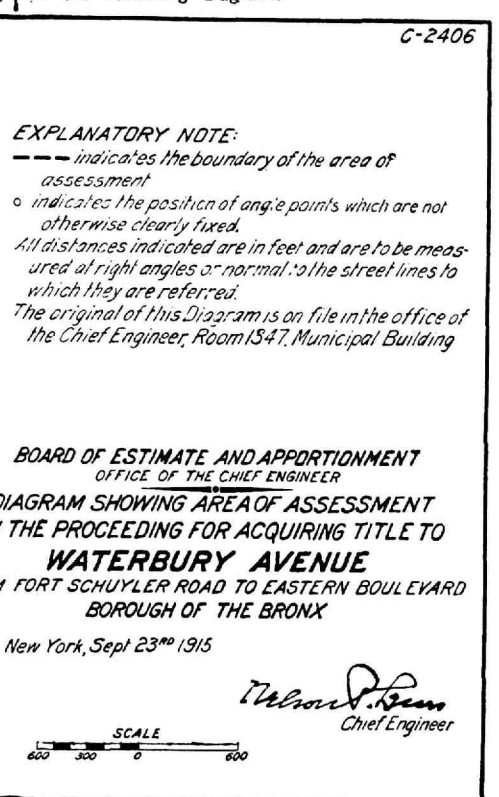 C-2406
EXPLANATORY NOTE:
--- indicates the boundary of the area of
assessment
o indicates the position of angle points which are not
otherwise clearly fixed.
All distances indicated are in feet and are to be meas-
ured at right angles or normal to the street lines to
which they are referred.
The original of this Diagram is on file in the office of
the Chief Engineer, Room 1347, Municipal Building
BOARD OF ESTIMATE AND APPORTIONMENT
OFFICE OF THE CHIEF ENGINEER
DIAGRAM SHOWING AREA OF ASSESSMENT
THE PROCEEDING FOR ACQUIRING TITLE TO
WATERBURY AVENUE
FORT SCHUYLER ROAD TO EASTERN BOULEVARD
BOROUGH OF THE BRONX
New York, Sept 23RD 1915
Nelson P.
Chief Engineer
SCALE
600 300 0 600